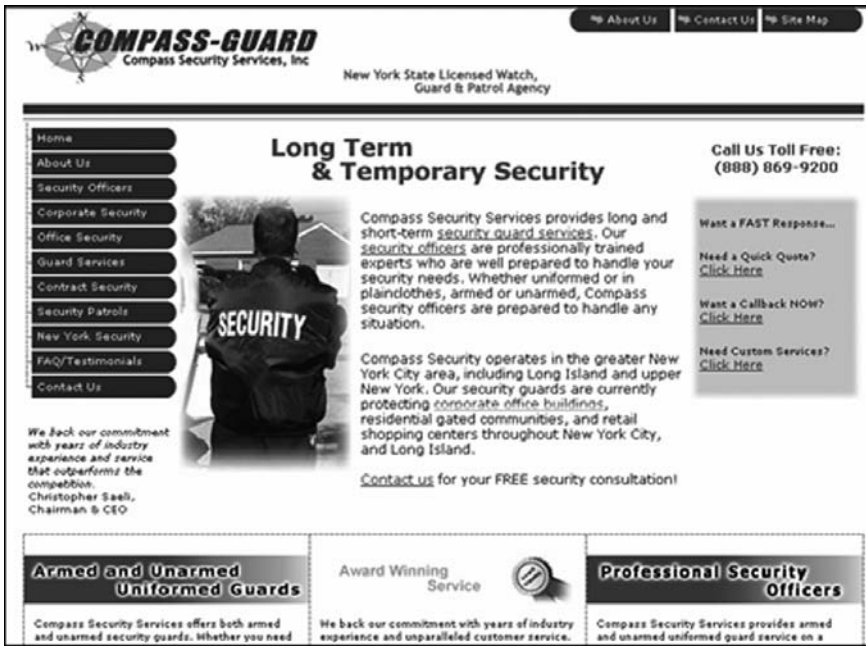 About Us
Contact Us
Site Map
COMPASS-GUARD
Compass Security Services, Inc
New York State Licensed Watch,
Guard & Patrol Agency
Home
About Us
Security Officers
Corporate Security
Office Security
Guard Services
Contract Security
Security Patrols
New York Security
FAQ/Testimonials
Contact Us
We back our commitment
with years of industry
experience and service
that outperforms the
competition.
Christopher Saeli,
Chairman & CEO
Long Term
& Temporary Security
SECURITY
Compass Security Services provides long and
short-term security guard services. Our
security officers are professionally trained
experts who are well prepared to handle your
security needs. Whether uniformed or in
plainclothes, armed or unarmed, Compass
security officers are prepared to handle any
situation.
Compass Security operates in the greater New
York City area, including Long Island and upper
New York. Our security guards are currently
protecting corporate office buildings,
residential gated communities, and retail
shopping centers throughout New York City,
and Long Island.
Contact us for your FREE security consultation!
Call Us Toll Free:
(888) 869-9200
Want a FAST Response...
Need a Quick Quote?
Click Here
Want a Callback NOW?
Click Here
Need Custom Services?
Click Here
Armed and Unarmed
Uniformed Guards
Compass Security Services offers both armed
and unarmed security guards. Whether you need
Award Winning
Service
We back our commitment with years of industry
experience and unparalleled customer service.
Professional Security
Officers
Compass Security Services provides armed
and unarmed uniformed guard service on a